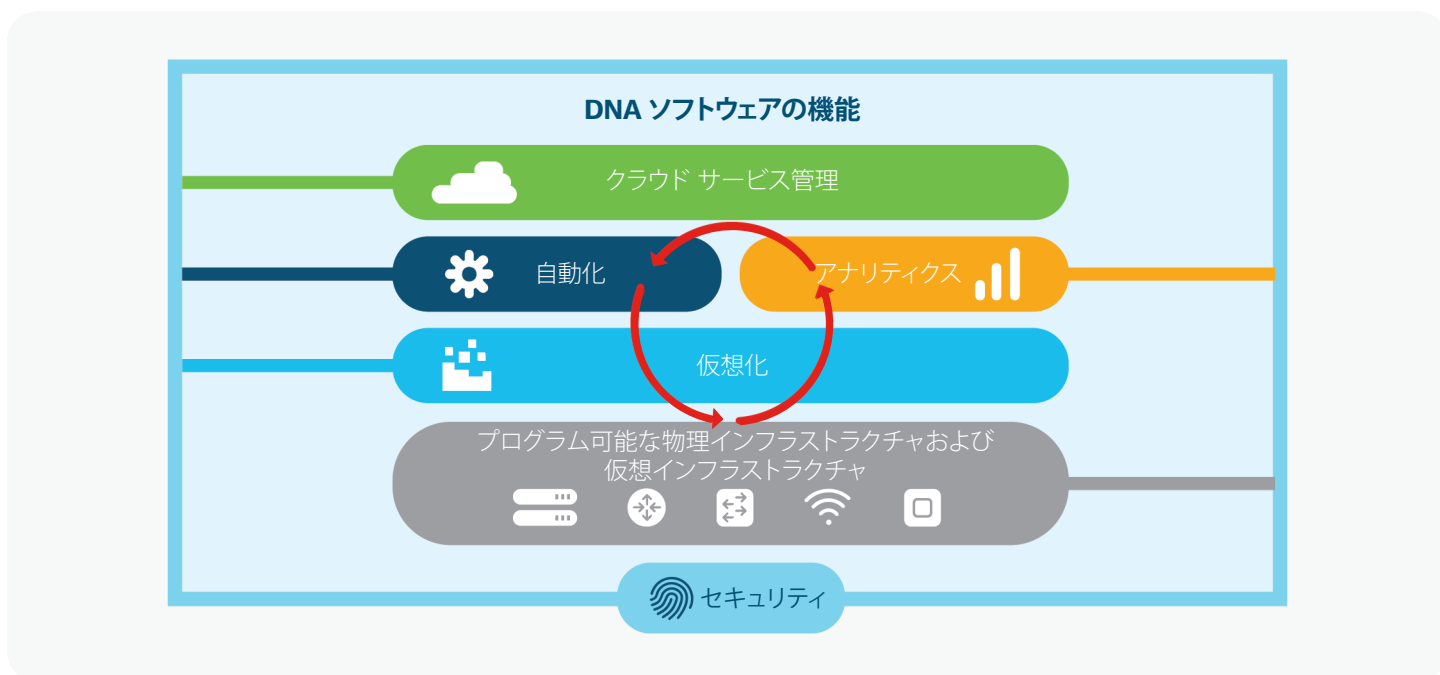 DNA ソフトウェアの機能
クラウド サービス管理
自動化
アナリティクス
仮想化
プログラム可能な物理インフラストラクチャおよび
仮想インフラストラクチャ
セキュリティ